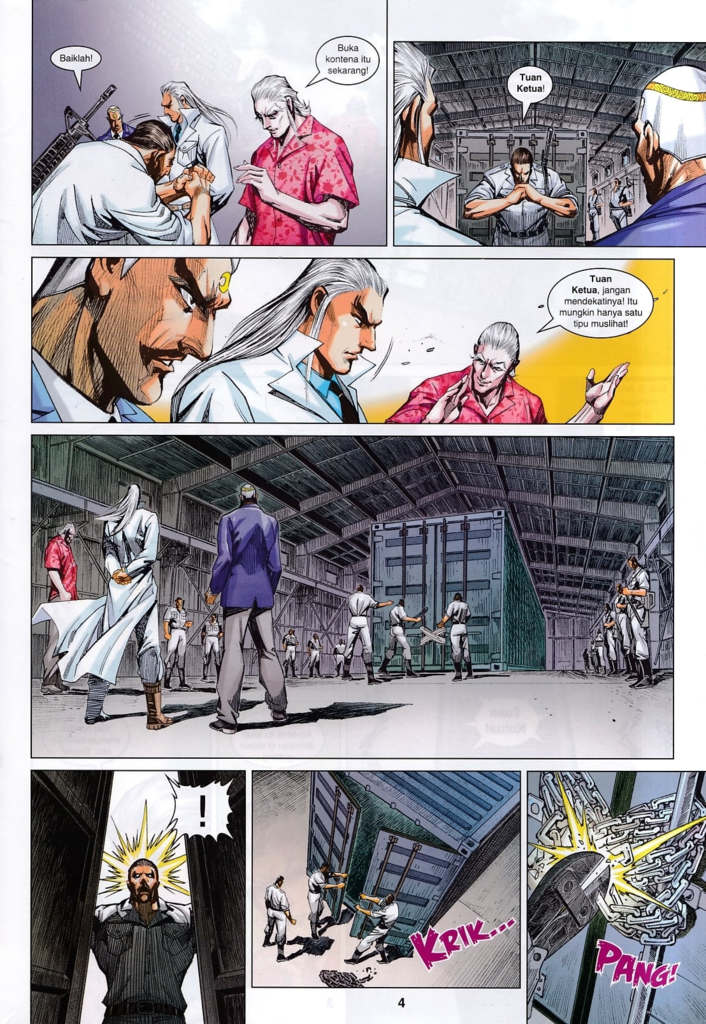 Tuan
Ketua!
Buka
kontena itu
sekarang!
Baiklah!
Tuan
Ketua, jangan
mendekatinya! Itu
mungkin hanya satu
tipu muslihat!
PANG!
KRIK...
!
4